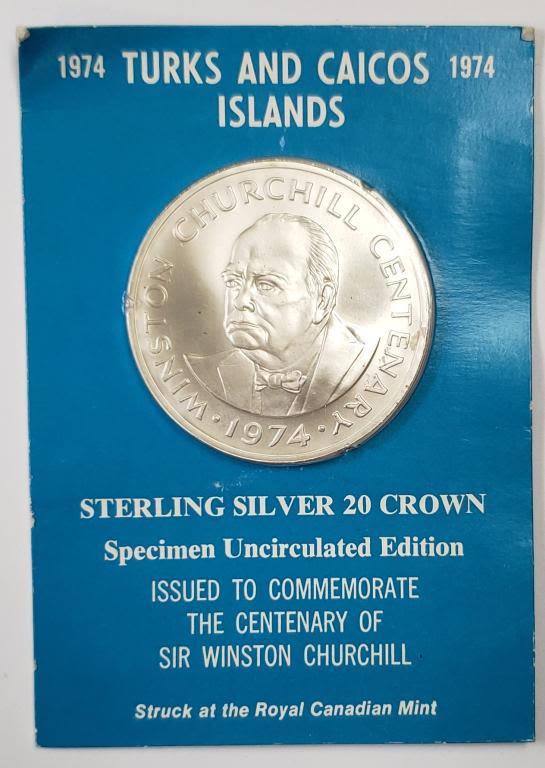 1974 TURKS AND CAICOS 1974
ISLANDS
WINSTON CHURCHILL CENTENARY
· 1974 ·
STERLING SILVER 20 CROWN
Specimen Uncirculated Edition
ISSUED TO COMMEMORATE
THE CENTENARY OF
SIR WINSTON CHURCHILL
Struck at the Royal Canadian Mint